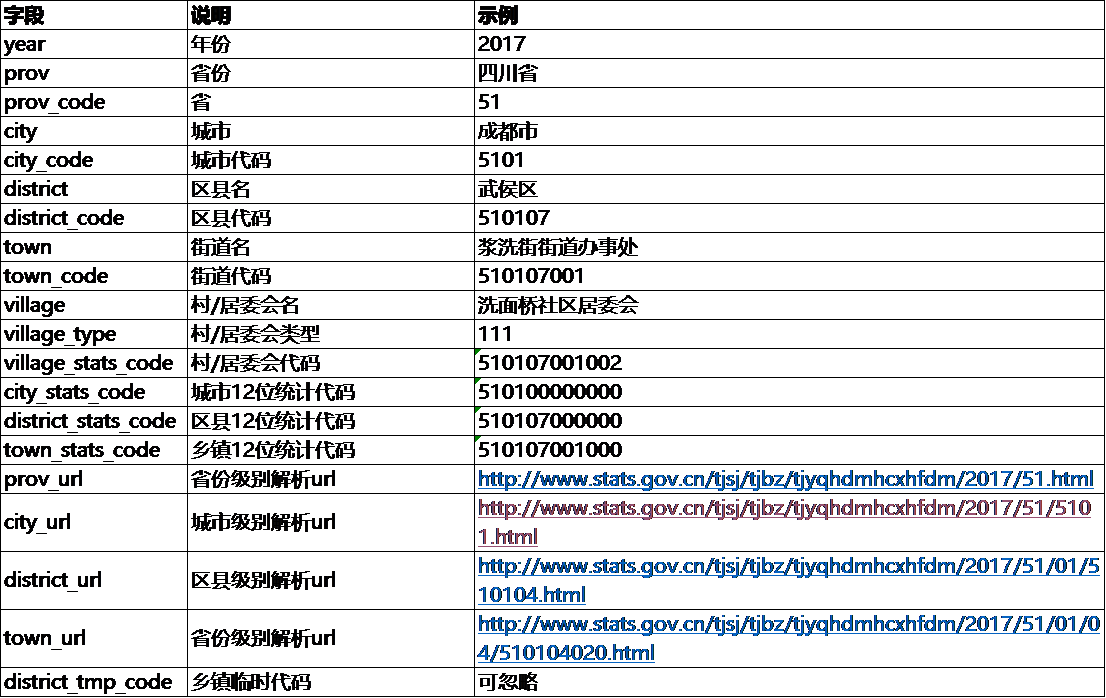 字段 说明 示例
year 年份 2017
prov 省份 四川省
prov_code 省 51
city 城市 成都市
city_code 城市代码 5101
district 区县名 武侯区
district_code 区县代码 510107
town 街道名 浆洗街街道办事处
town_code 街道代码 510107001
village 村/居委会名 洗面桥社区居委会
village_type 村/居委会类型 111
village_stats_code 村/居委会代码 510107001002
city_stats_code 城市12位统计代码 510100000000
district_stats_code 区县12位统计代码 510107000000
town_stats_code 乡镇12位统计代码 510107001000
prov_url 省份级别解析url http://www.stats.gov.cn/tjsj/tjbz/tjyqhdmhcxhfdm/2017/51.html
city_url 城市级别解析url http://www.stats.gov.cn/tjsj/tjbz/tjyqhdmhcxhfdm/2017/51/510
1.html
district_url 区县级别解析url http://www.stats.gov.cn/tjsj/tjbz/tjyqhdmhcxhfdm/2017/51/01/5
10104.html
town_url 省份级别解析url http://www.stats.gov.cn/tjsj/tjbz/tjyqhdmhcxhfdm/2017/51/01/0
4/510104020.html
district_tmp_code 乡镇临时代码 可忽略